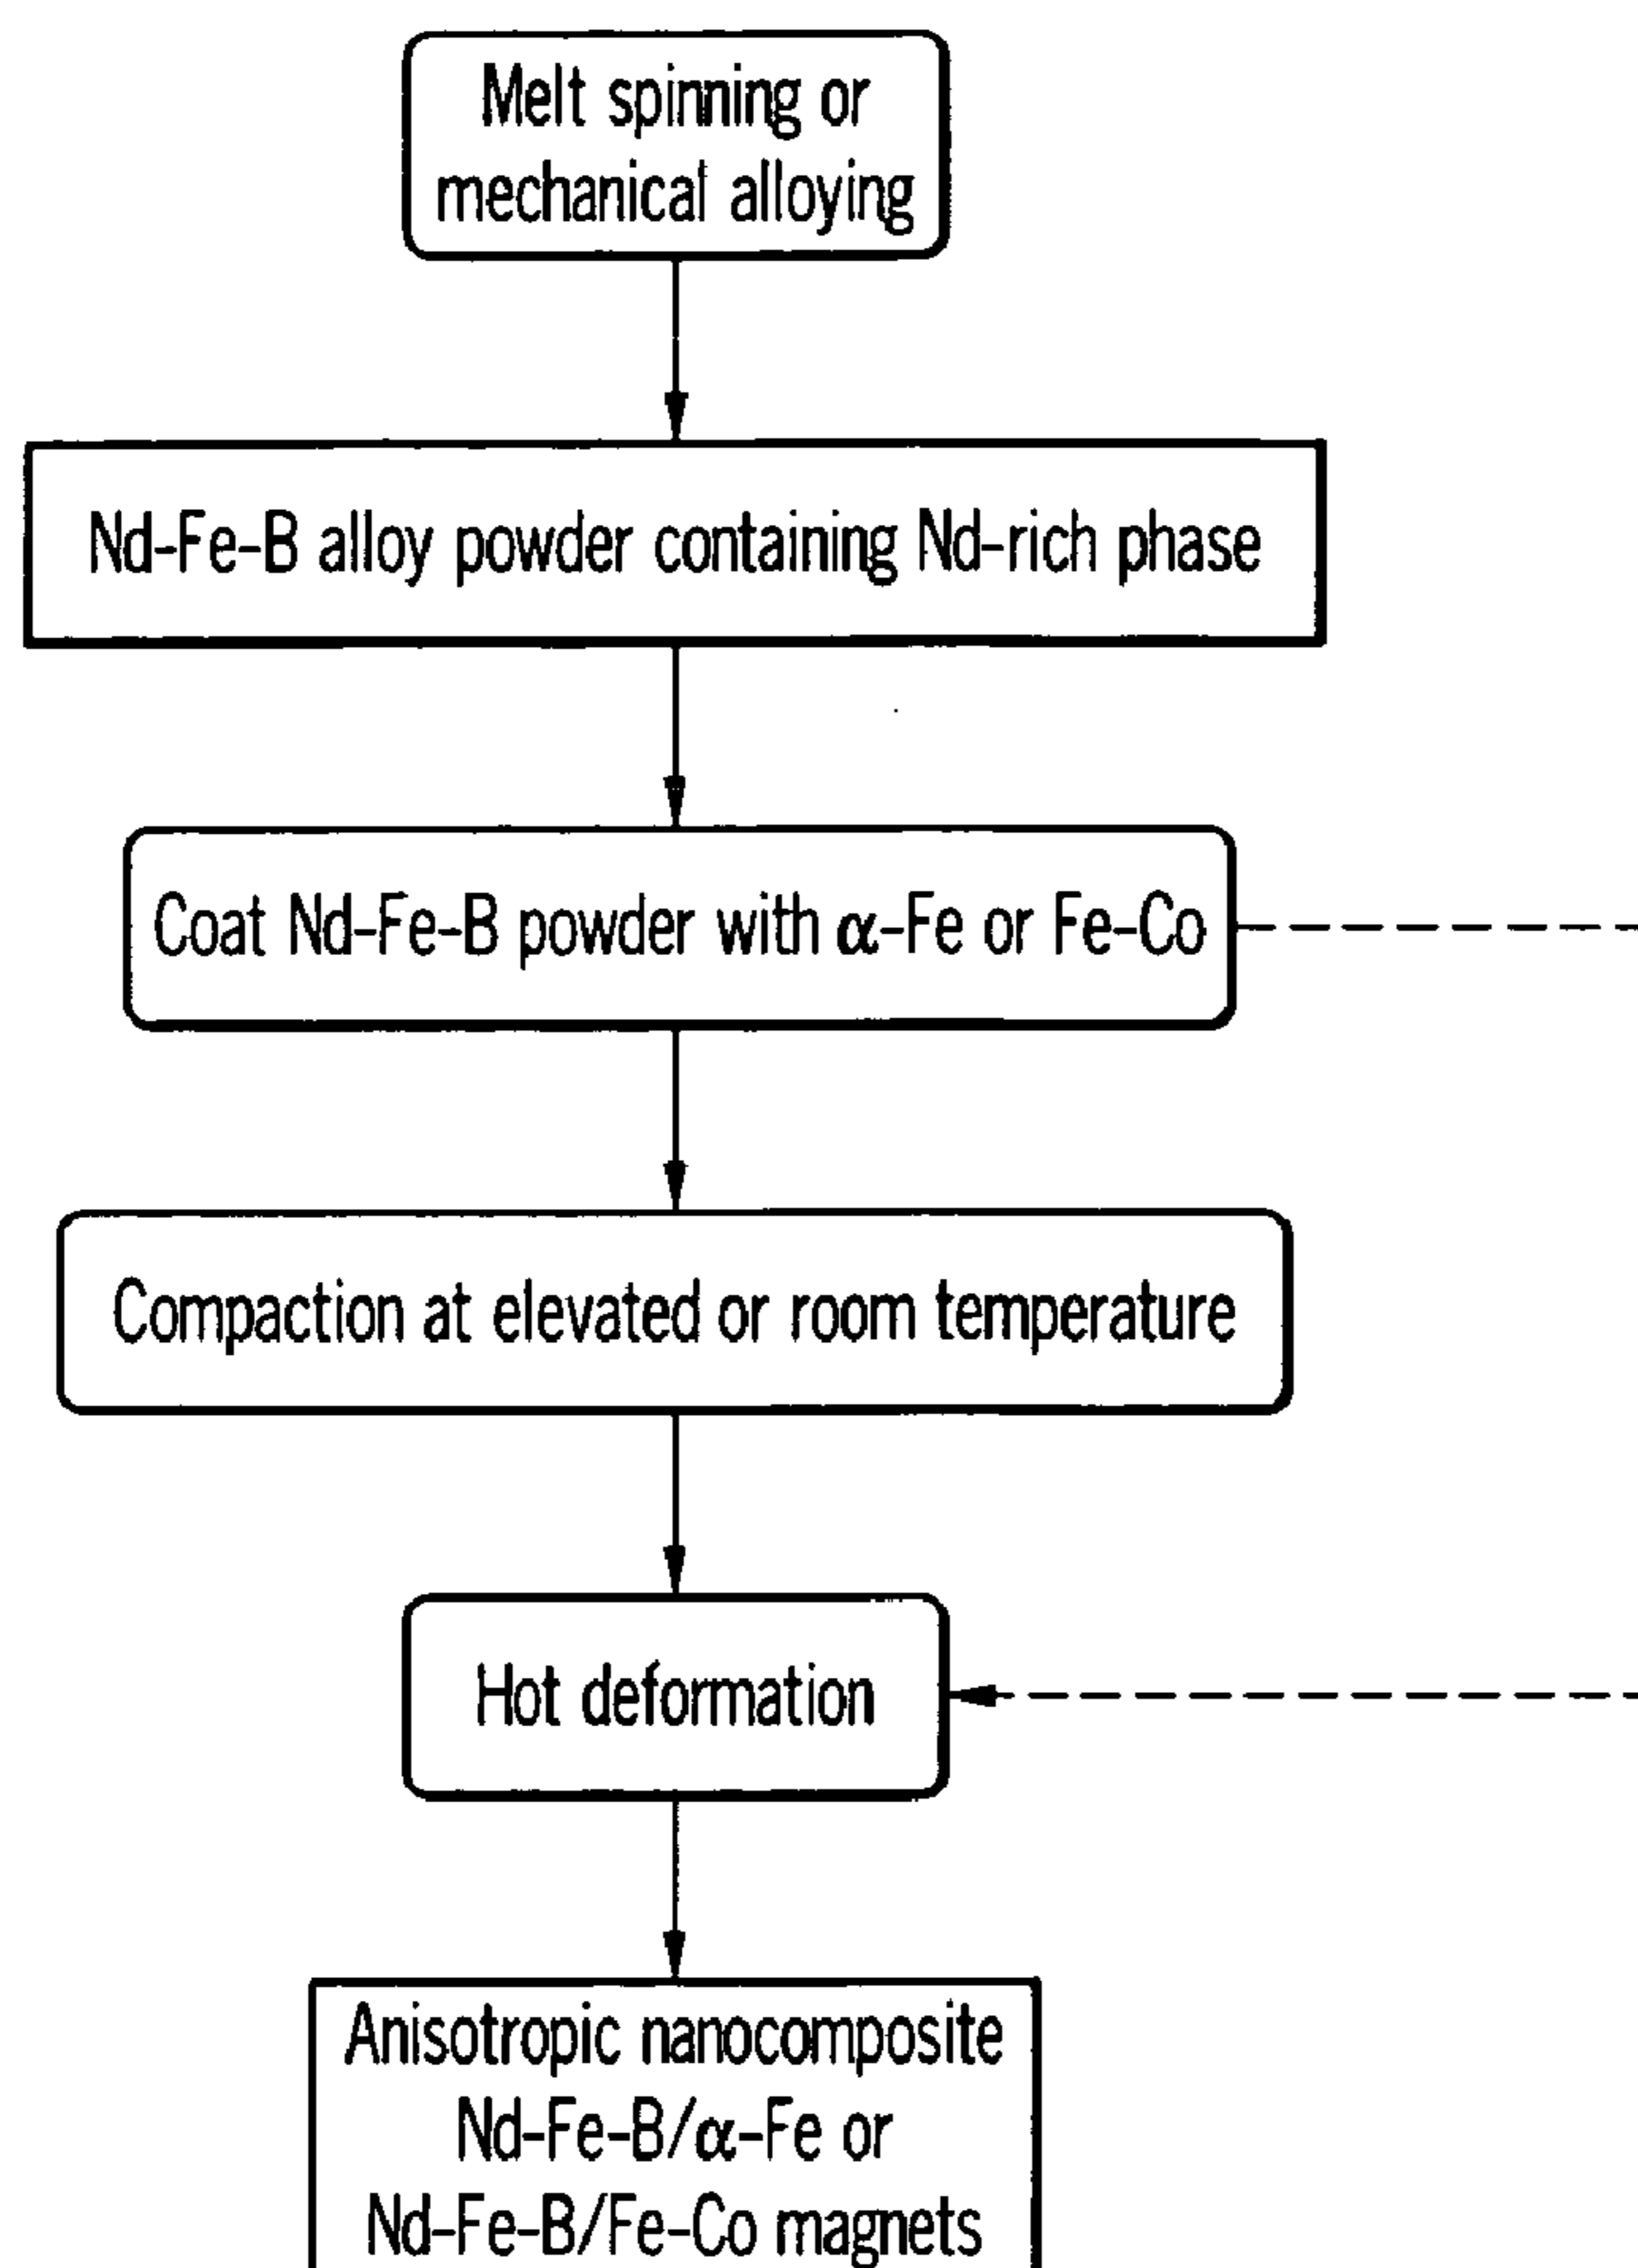 Melt spinning or
mechanical alloying
Nd-Fe-B alloy powder containing Nd-rich phase
Coat Nd-Fe-B powder with α-Fe or Fe-Co
Compaction at elevated or room temperature
Hot deformation
Anisotropic nanocomposite
Nd-Fe-B/α-Fe or
Nd-Fe-B/Fe-Co magnets